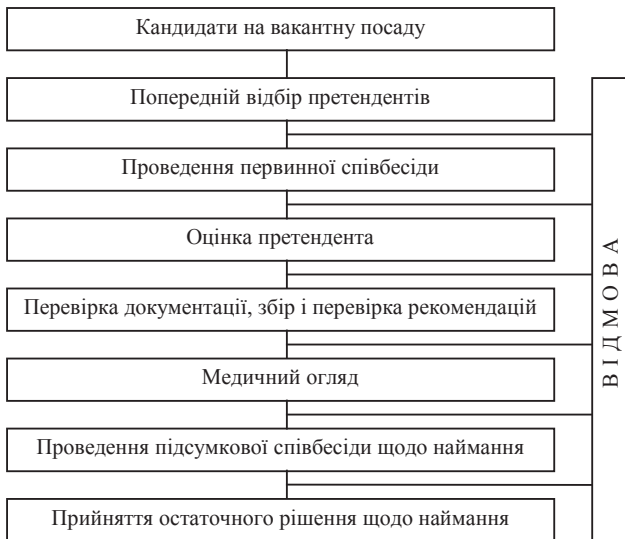 Кандидати на вакантну посаду
Попередній відбір претендентів
Проведення первинної співбесіди
Оцінка претендента
Перевірка документації, збір і перевірка рекомендацій
Медичний огляд
Проведення підсумкової співбесіди щодо наймання
Прийняття остаточного рішення щодо наймання
ВІДМОВА